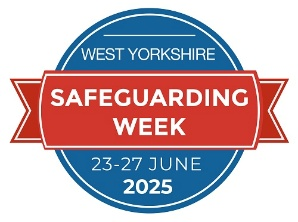 WEST YORKSHIRE
SAFEGUARDING
WEEK
23-27 JUNE
2025